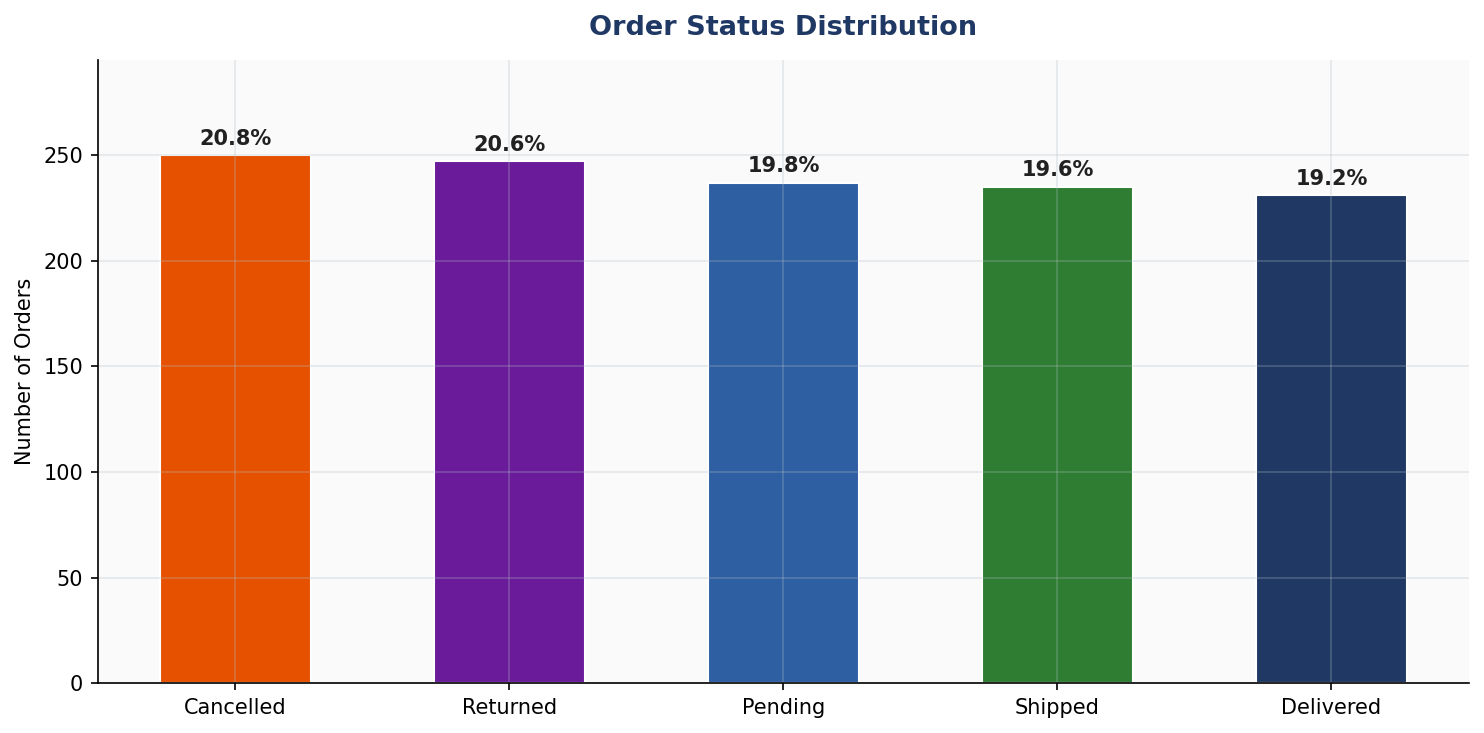 Order Status Distribution
Number of Orders
250
200
150
100
50
0
20.8%
20.6%
19.8%
19.6%
19.2%
Cancelled
Returned
Pending
Shipped
Delivered